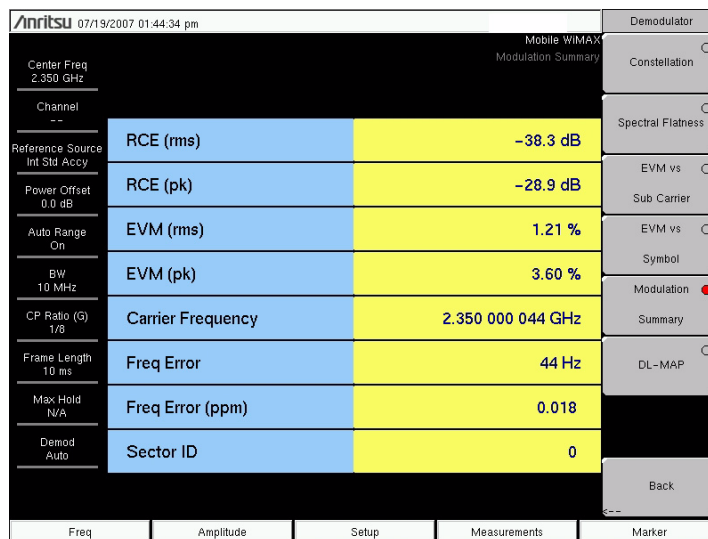 Anritsu 07/19/2007 01:44:34 pm
Mobile WiMAX
Modulation Summary
Center Freq
2.350 GHz
Channel
--
Reference Source
Int Std Accy
Power Offset
0.0 dB
Auto Range
On
BW
10 MHz
CP Ratio (G)
1/8
Frame Length
10 ms
Max Hold
N/A
Demod
Auto
RCE (rms) -38.3 dB
RCE (pk) -28.9 dB
EVM (rms) 1.21 %
EVM (pk) 3.60 %
Carrier Frequency 2.350 000 044 GHz
Freq Error 44 Hz
Freq Error (ppm) 0.018
Sector ID 0
Demodulator
Constellation
Spectral Flatness
EVM vs
Sub Carrier
EVM vs
Symbol
Modulation
Summary
DL-MAP
Back
<--
Freq Amplitude Setup Measurements Marker